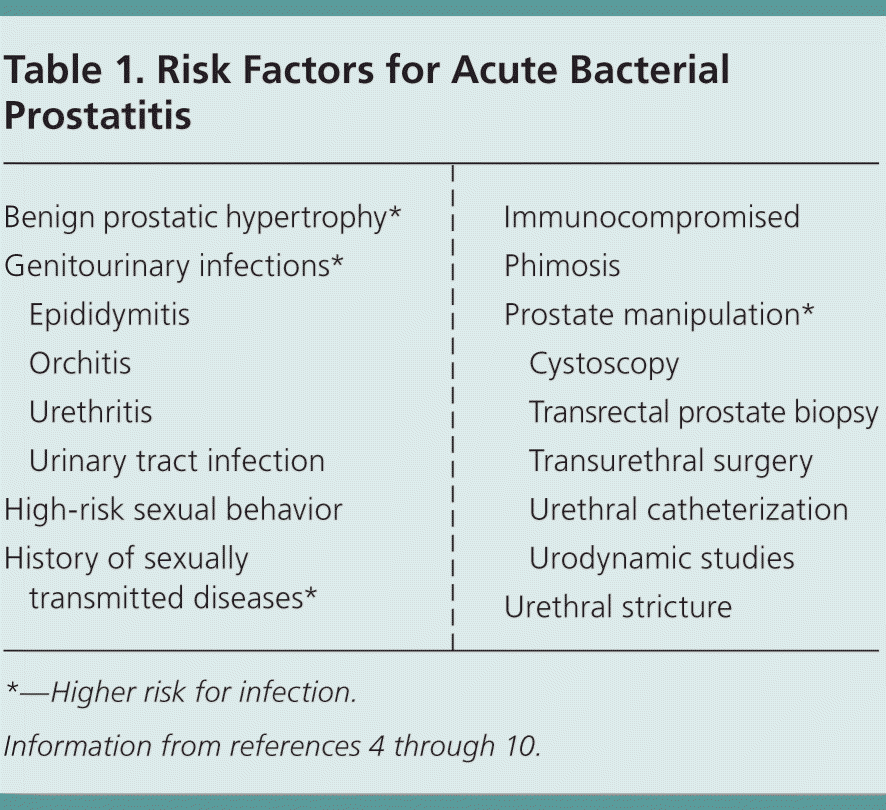 Table 1. Risk Factors for Acute Bacterial
Prostatitis
Benign prostatic hypertrophy*
Genitourinary infections*
Epididymitis
Orchitis
Urethritis
Urinary tract infection
High-risk sexual behavior
History of sexually
transmitted diseases*
Immunocompromised
Phimosis
Prostate manipulation*
Cystoscopy
Transrectal prostate biopsy
Transurethral surgery
Urethral catheterization
Urodynamic studies
Urethral stricture
*—Higher risk for infection.
Information from references 4 through 10.